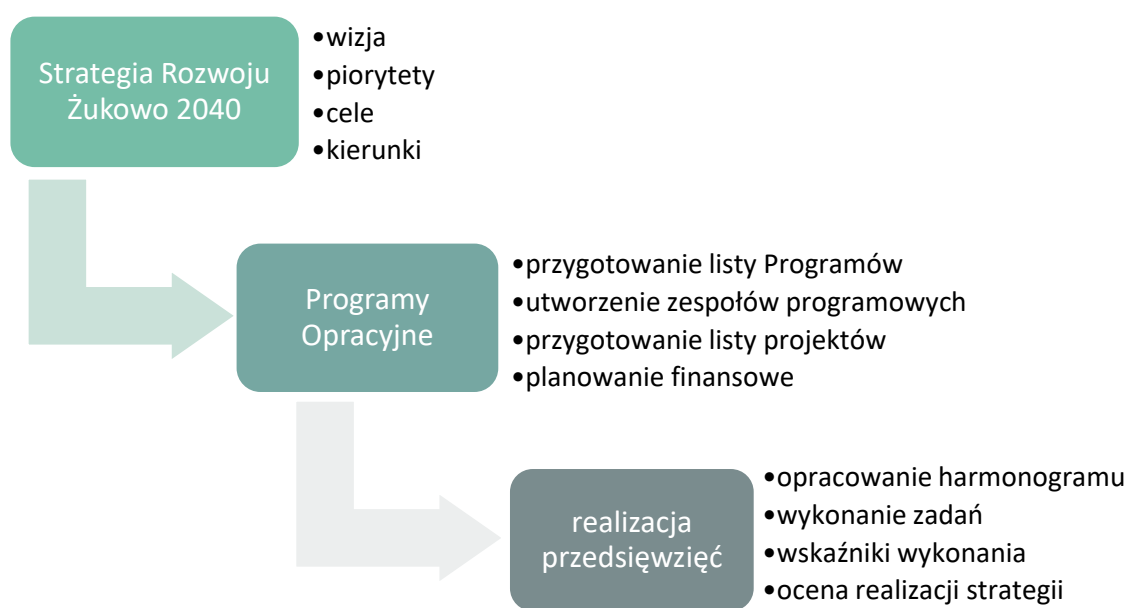 Strategia Rozwoju
Żukowo 2040
•wizja
•piorytety
•cele
•kierunki
Programy
Opracyjne
•przygotowanie listy Programów
•utworzenie zespołów programowych
•przygotowanie listy projektów
•planowanie finansowe
realizacja
przedsięwzięć
•opracowanie harmonogramu
•wykonanie zadań
•wskaźniki wykonania
•ocena realizacji strategii